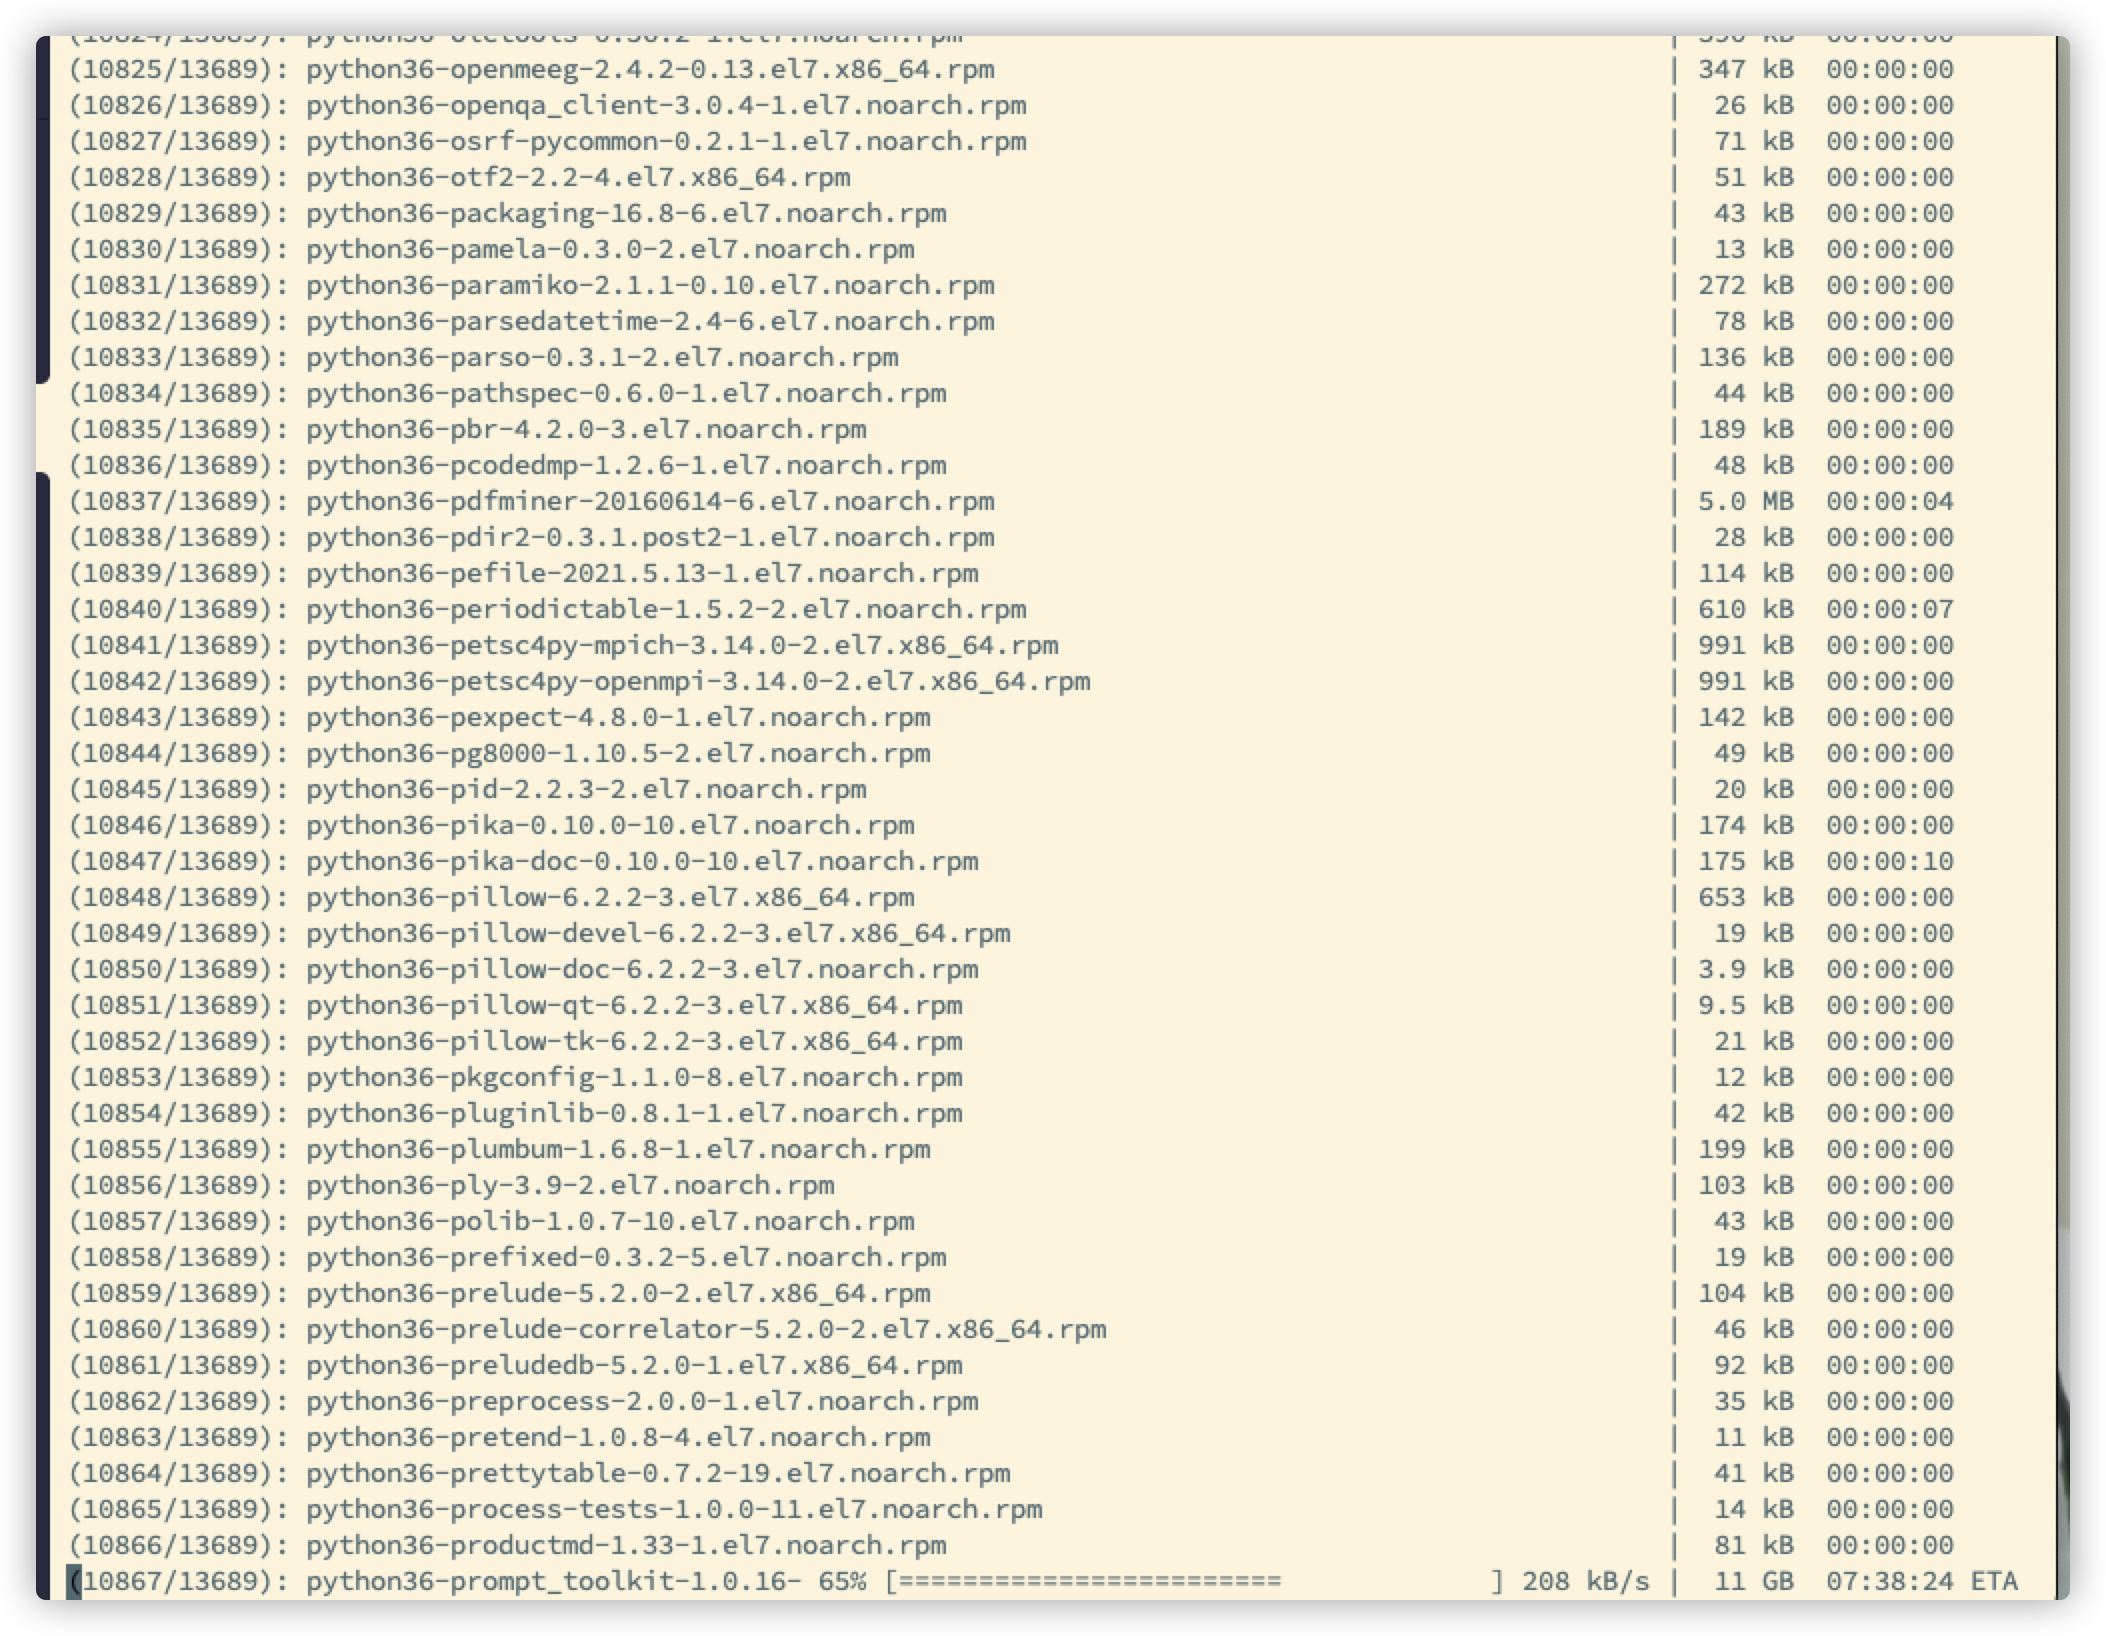 (10824/13689): python36-oletools-0.56.2-1.el7.noarch.rpm | 390 kB 00:00:00
(10825/13689): python36-openmeeg-2.4.2-0.13.el7.x86_64.rpm | 347 kB 00:00:00
(10826/13689): python36-openqa_client-3.0.4-1.el7.noarch.rpm | 26 kB 00:00:00
(10827/13689): python36-osrf-pycommon-0.2.1-1.el7.noarch.rpm | 71 kB 00:00:00
(10828/13689): python36-otf2-2.2-4.el7.x86_64.rpm | 51 kB 00:00:00
(10829/13689): python36-packaging-16.8-6.el7.noarch.rpm | 43 kB 00:00:00
(10830/13689): python36-pamela-0.3.0-2.el7.noarch.rpm | 13 kB 00:00:00
(10831/13689): python36-paramiko-2.1.1-0.10.el7.noarch.rpm | 272 kB 00:00:00
(10832/13689): python36-parsedatetime-2.4-6.el7.noarch.rpm | 78 kB 00:00:00
(10833/13689): python36-parso-0.3.1-2.el7.noarch.rpm | 136 kB 00:00:00
(10834/13689): python36-pathspec-0.6.0-1.el7.noarch.rpm | 44 kB 00:00:00
(10835/13689): python36-pbr-4.2.0-3.el7.noarch.rpm | 189 kB 00:00:00
(10836/13689): python36-pcodedmp-1.2.6-1.el7.noarch.rpm | 48 kB 00:00:00
(10837/13689): python36-pdfminer-20160614-6.el7.noarch.rpm | 5.0 MB 00:00:04
(10838/13689): python36-pdir2-0.3.1.post2-1.el7.noarch.rpm | 28 kB 00:00:00
(10839/13689): python36-pefile-2021.5.13-1.el7.noarch.rpm | 114 kB 00:00:00
(10840/13689): python36-periodictable-1.5.2-2.el7.noarch.rpm | 610 kB 00:00:07
(10841/13689): python36-petsc4py-mpich-3.14.0-2.el7.x86_64.rpm | 991 kB 00:00:00
(10842/13689): python36-petsc4py-openmpi-3.14.0-2.el7.x86_64.rpm | 991 kB 00:00:00
(10843/13689): python36-pexpect-4.8.0-1.el7.noarch.rpm | 142 kB 00:00:00
(10844/13689): python36-pg8000-1.10.5-2.el7.noarch.rpm | 49 kB 00:00:00
(10845/13689): python36-pid-2.2.3-2.el7.noarch.rpm | 20 kB 00:00:00
(10846/13689): python36-pika-0.10.0-10.el7.noarch.rpm | 174 kB 00:00:00
(10847/13689): python36-pika-doc-0.10.0-10.el7.noarch.rpm | 175 kB 00:00:10
(10848/13689): python36-pillow-6.2.2-3.el7.x86_64.rpm | 653 kB 00:00:00
(10849/13689): python36-pillow-devel-6.2.2-3.el7.x86_64.rpm | 19 kB 00:00:00
(10850/13689): python36-pillow-doc-6.2.2-3.el7.noarch.rpm | 3.9 kB 00:00:00
(10851/13689): python36-pillow-qt-6.2.2-3.el7.x86_64.rpm | 9.5 kB 00:00:00
(10852/13689): python36-pillow-tk-6.2.2-3.el7.x86_64.rpm | 21 kB 00:00:00
(10853/13689): python36-pkgconfig-1.1.0-8.el7.noarch.rpm | 12 kB 00:00:00
(10854/13689): python36-pluginlib-0.8.1-1.el7.noarch.rpm | 42 kB 00:00:00
(10855/13689): python36-plumbum-1.6.8-1.el7.noarch.rpm | 199 kB 00:00:00
(10856/13689): python36-ply-3.9-2.el7.noarch.rpm | 103 kB 00:00:00
(10857/13689): python36-polib-1.0.7-10.el7.noarch.rpm | 43 kB 00:00:00
(10858/13689): python36-prefixed-0.3.2-5.el7.noarch.rpm | 19 kB 00:00:00
(10859/13689): python36-prelude-5.2.0-2.el7.x86_64.rpm | 104 kB 00:00:00
(10860/13689): python36-prelude-correlator-5.2.0-2.el7.x86_64.rpm | 46 kB 00:00:00
(10861/13689): python36-preludedb-5.2.0-1.el7.x86_64.rpm | 92 kB 00:00:00
(10862/13689): python36-preprocess-2.0.0-1.el7.noarch.rpm | 35 kB 00:00:00
(10863/13689): python36-pretend-1.0.8-4.el7.noarch.rpm | 11 kB 00:00:00
(10864/13689): python36-prettytable-0.7.2-19.el7.noarch.rpm | 41 kB 00:00:00
(10865/13689): python36-process-tests-1.0.0-11.el7.noarch.rpm | 14 kB 00:00:00
(10866/13689): python36-productmd-1.33-1.el7.noarch.rpm | 81 kB 00:00:00
(10867/13689): python36-prompt_toolkit-1.0.16- 65% [======================== ] 208 kB/s | 11 GB 07:38:24 ETA